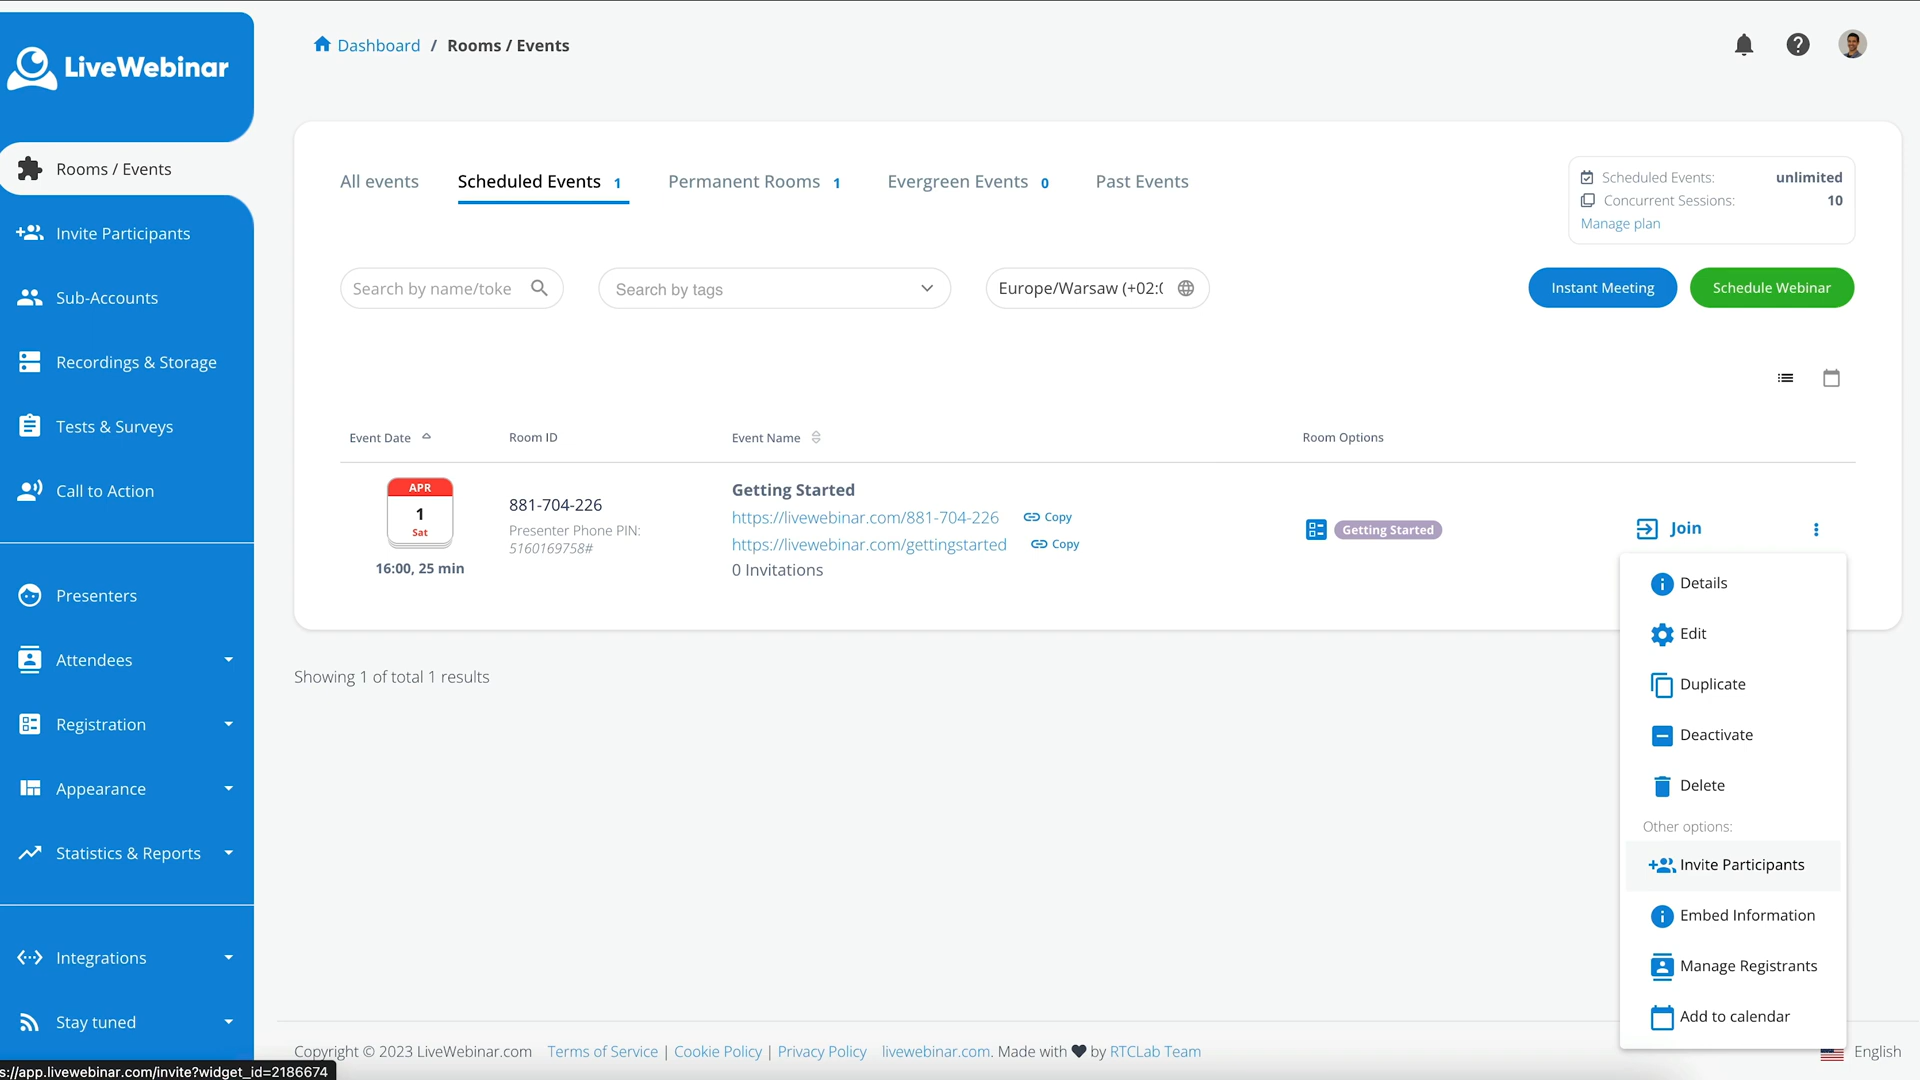 LiveWebinar
Dashboard / Rooms / Events
Rooms / Events
Invite Participants
Sub-Accounts
Recordings & Storage
Tests & Surveys
Call to Action
Presenters
Attendees
Registration
Appearance
Statistics & Reports
Integrations
Stay tuned
All events
Scheduled Events 1
Permanent Rooms 1
Evergreen Events 0
Past Events
Scheduled Events: unlimited
Concurrent Sessions: 10
Manage plan
Search by name/toke
Search by tags
Europe/Warsaw (+02:0
Instant Meeting
Schedule Webinar
Event Date
Room ID
Event Name
Room Options
APR
1
Sat
16:00, 25 min
881-704-226
Presenter Phone PIN:
5160169758#
Getting Started
https://livewebinar.com/881-704-226 Copy
https://livewebinar.com/gettingstarted Copy
0 Invitations
Getting Started
Join
Details
Edit
Duplicate
Deactivate
Delete
Other options:
Invite Participants
Embed Information
Manage Registrants
Add to calendar
Showing 1 of total 1 results
Copyright © 2023 LiveWebinar.com Terms of Service | Cookie Policy | Privacy Policy livewebinar.com. Made with 🖤 by RTCLab Team
English
s://app.livewebinar.com/invite?widget_id=2186674